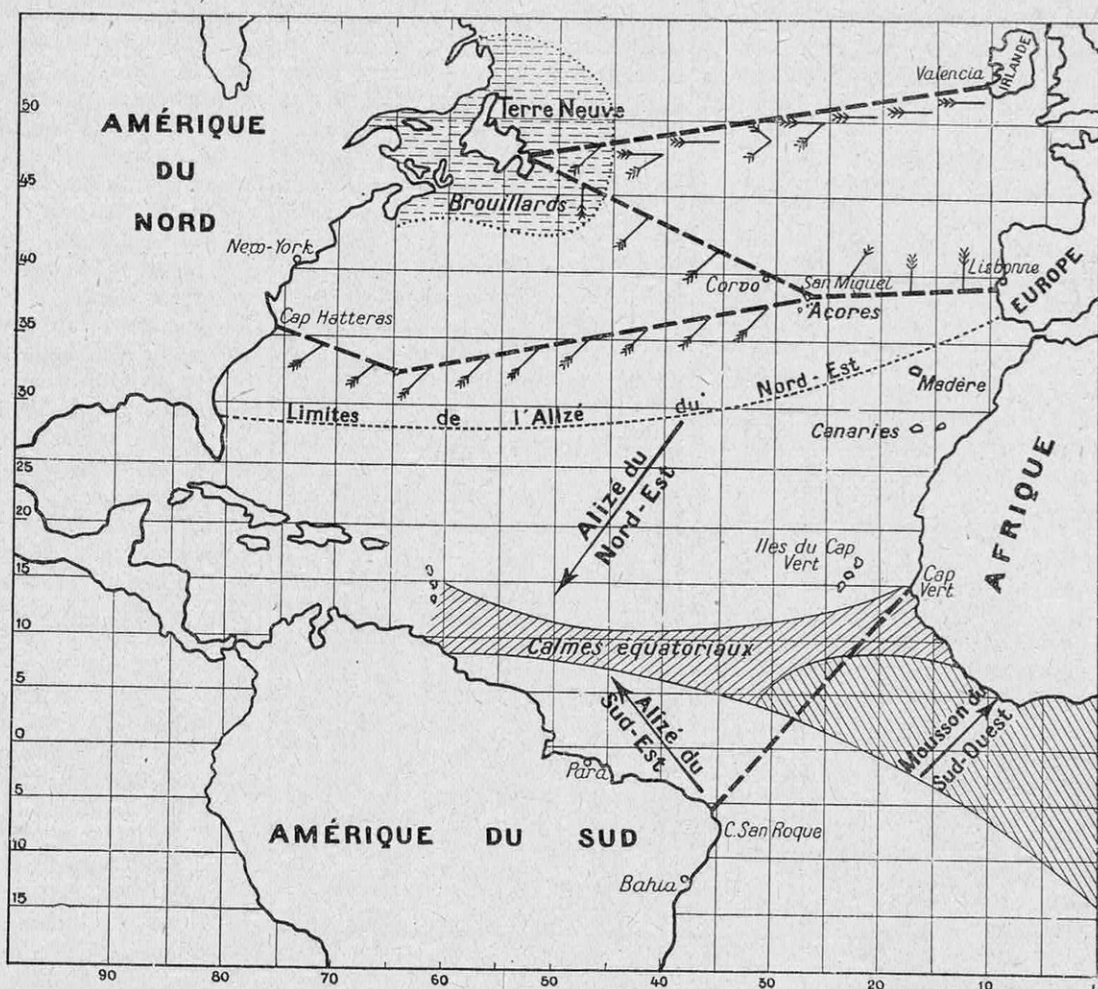 Valencia
IRLANDE
50
Terre Neuve
AMÉRIQUE
DU
NORD
45
Brouillards
New-York
40
Corvo
San Miguel
Lisbonne
EUROPE
Açores
Cap Hatteras
35
Nord-Est
Madère
30
Limites de l'Alizé du
Canaries
25
Alizé du
Nord-Est
AFRIQUE
20
Iles du Cap
Vert
Cap
Vert
15
10
Calmes équatoriaux
5
Alizé du
Sud-Est
Mousson du
Sud-Ouest
0
Pará
5
AMÉRIQUE DU SUD
C. San Roque
10
Bahia
15
90 80 70 60 50 40 30 20 10